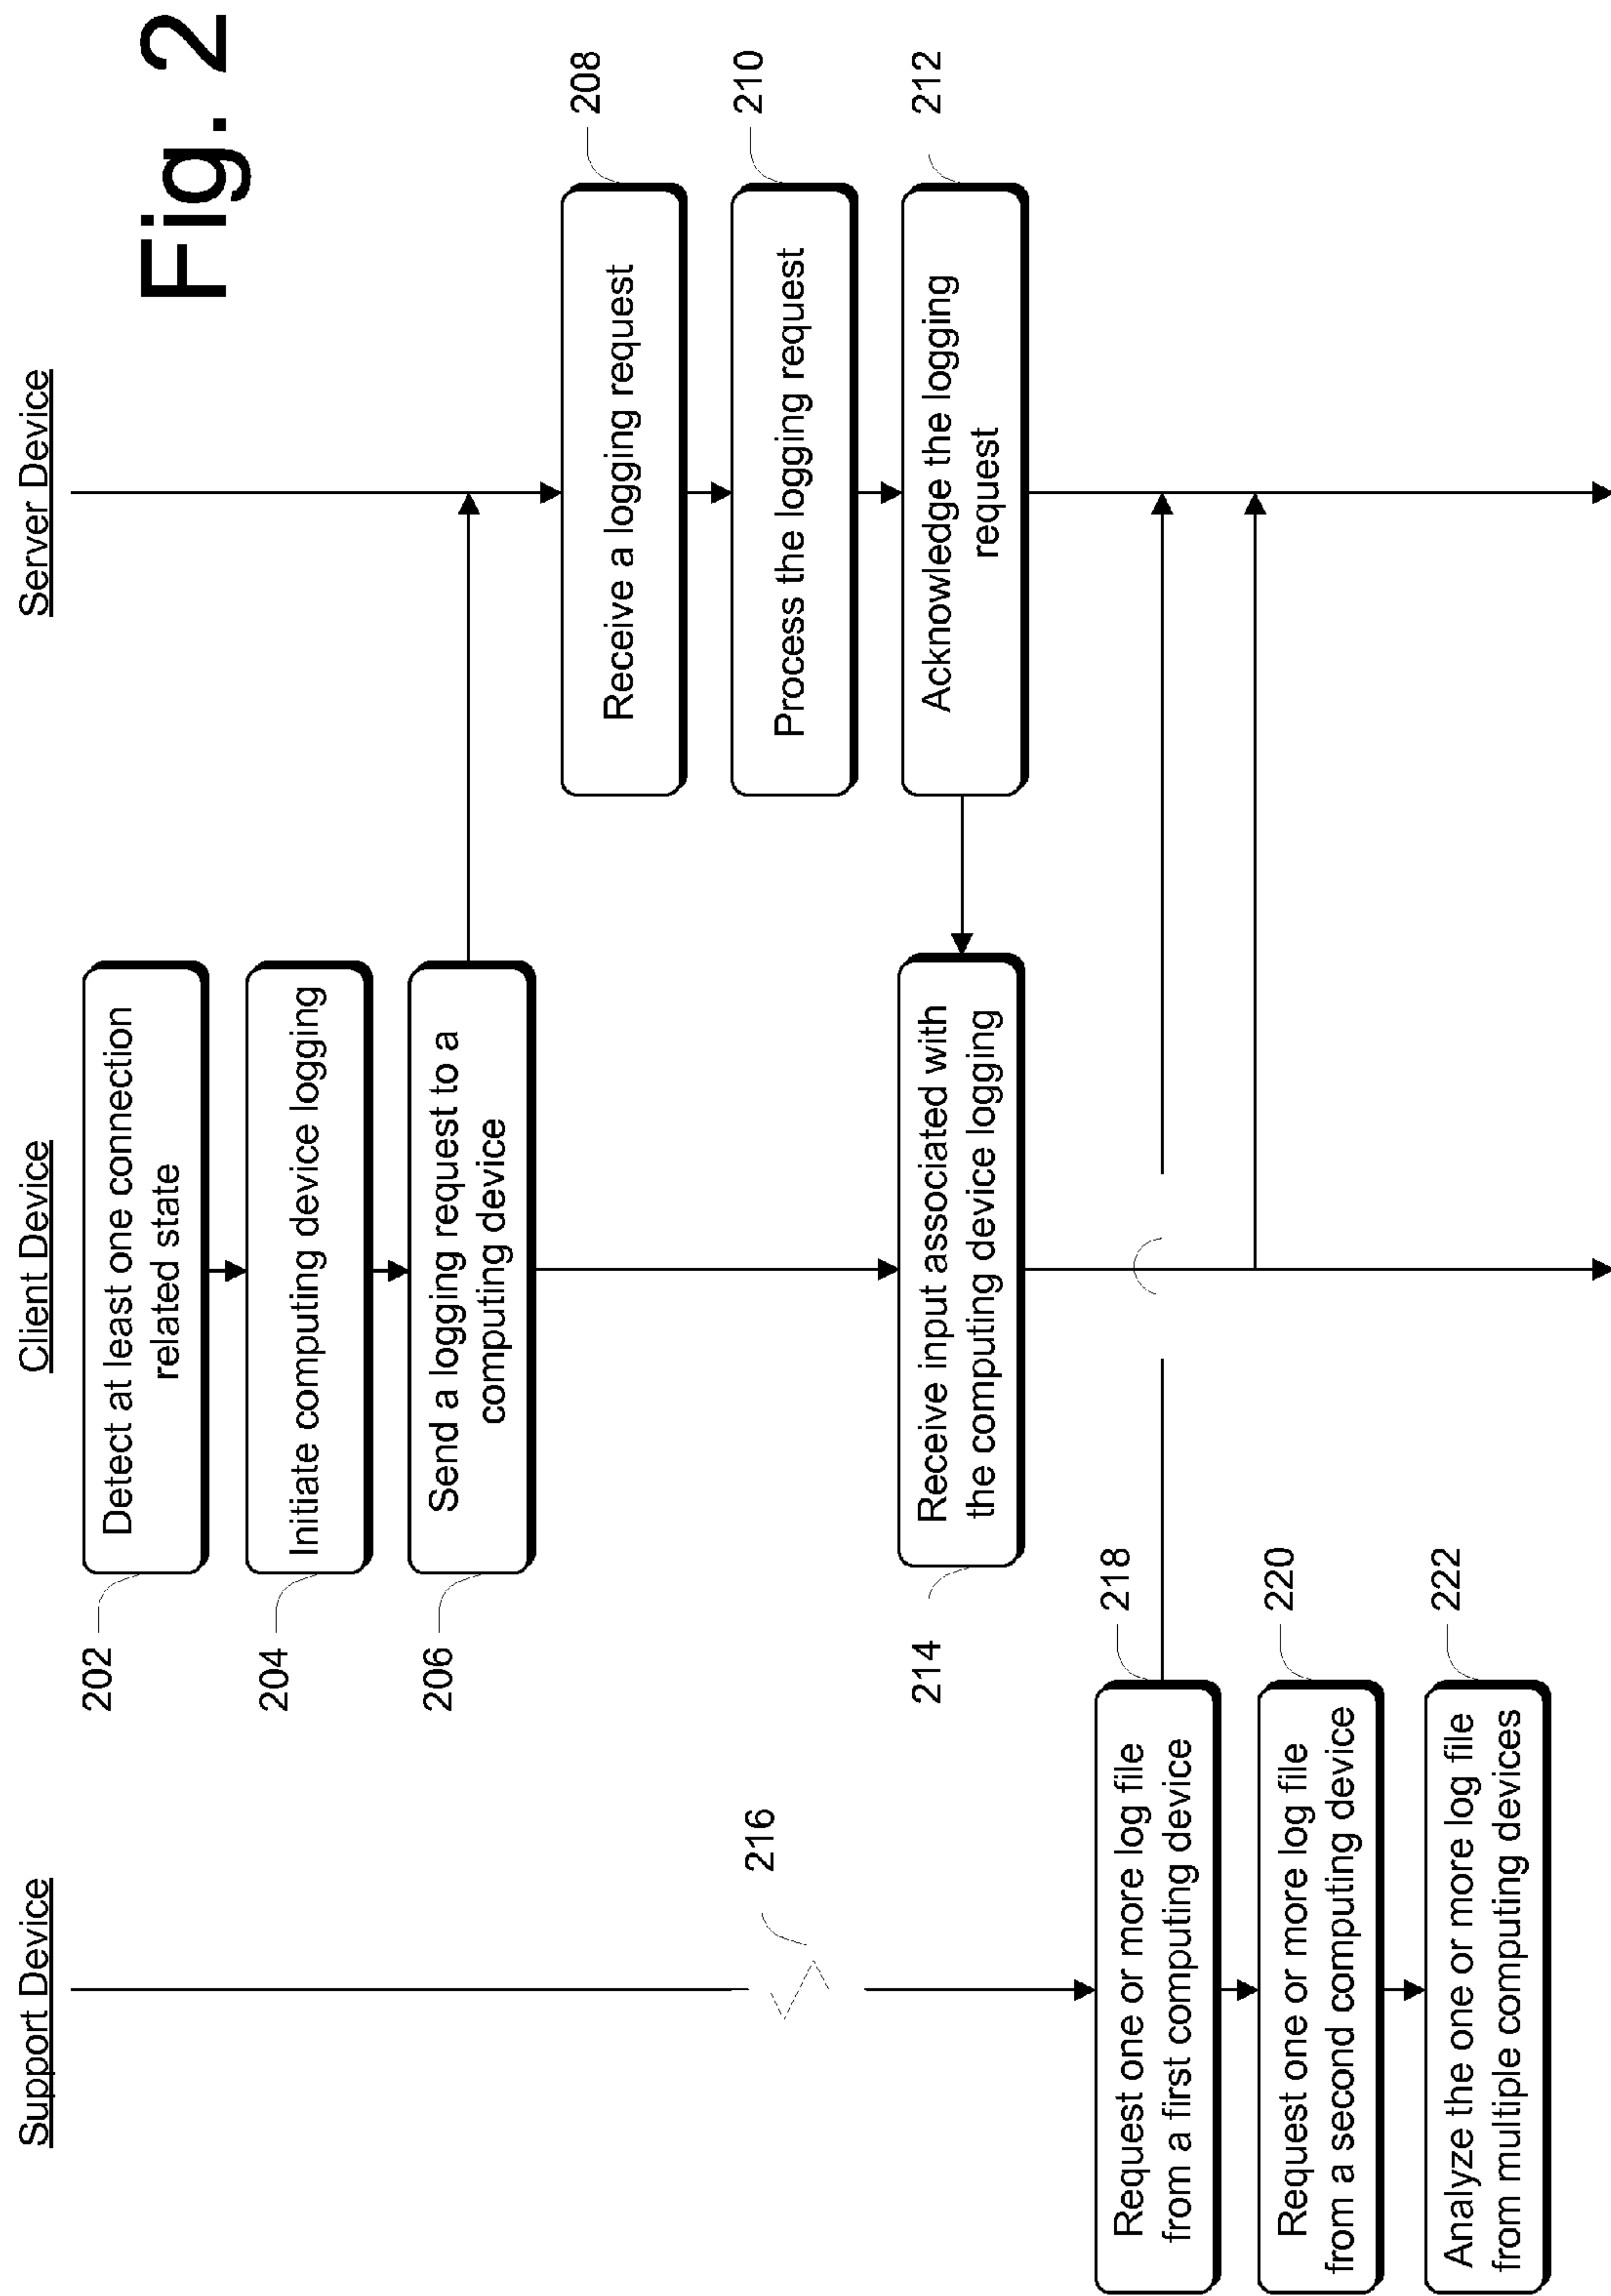 Fig. 2
Support Device
Client Device
Server Device
202
Detect at least one connection
related state
204
Initiate computing device logging
206
Send a logging request to a
computing device
208
Receive a logging request
210
Process the logging request
212
Acknowledge the logging
request
214
Receive input associated with
the computing device logging
216
218
Request one or more log file
from a first computing device
220
Request one or more log file
from a second computing device
222
Analyze the one or more log file
from multiple computing devices